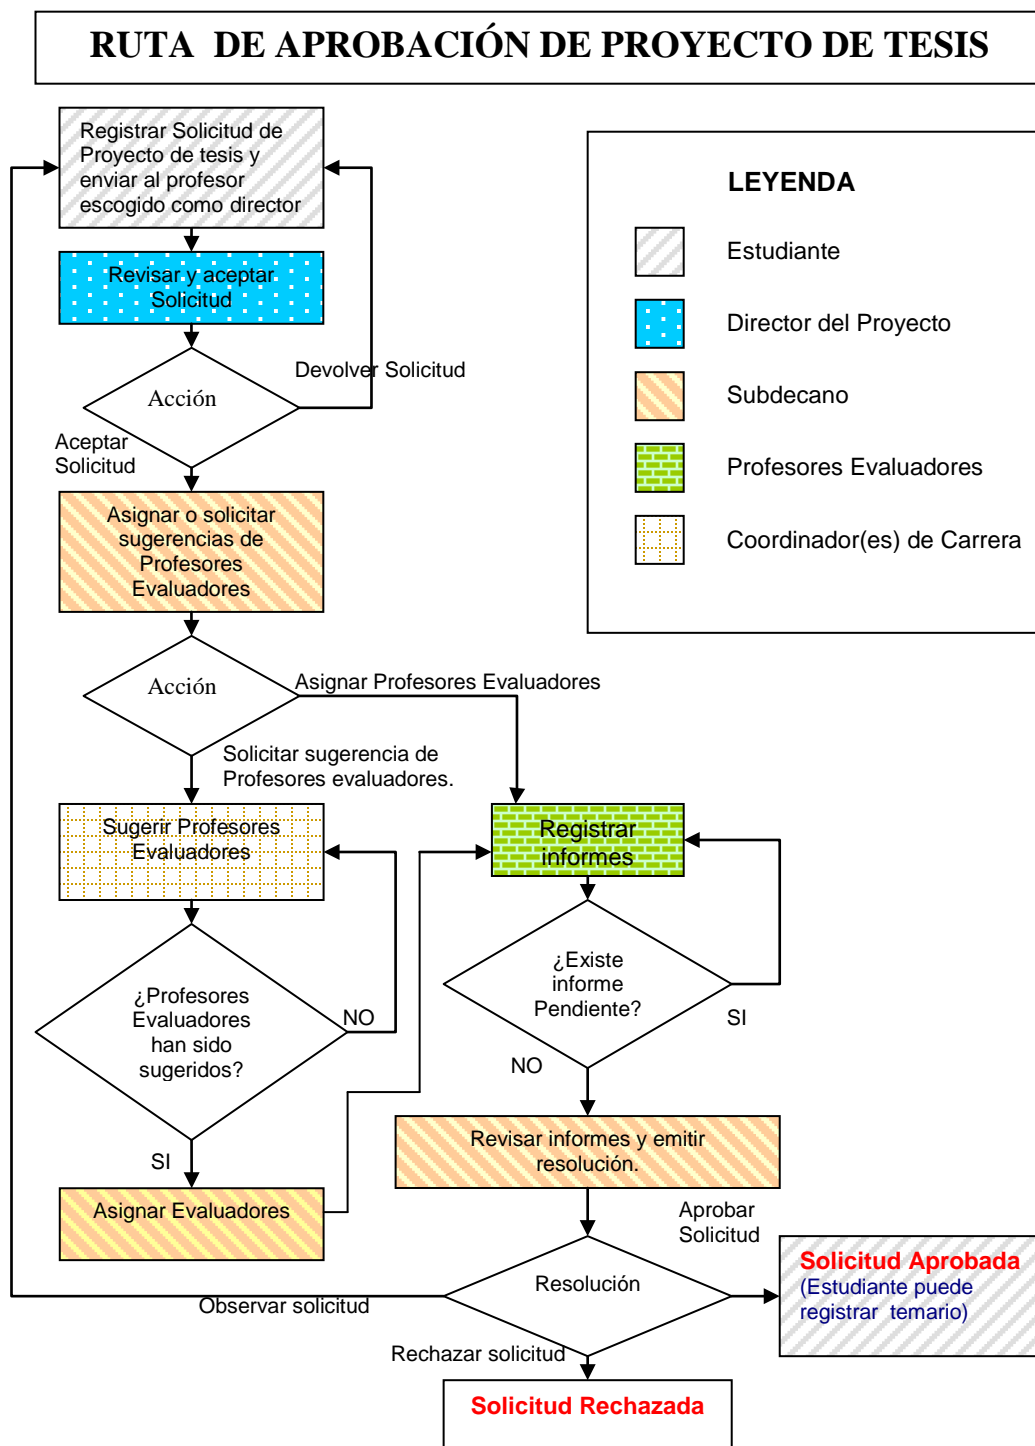 RUTA DE APROBACIÓN DE PROYECTO DE TESIS
Registrar Solicitud de
Proyecto de tesis y
enviar al profesor
escogido como director
Revisar y aceptar
Solicitud
Acción
Devolver Solicitud
Aceptar
Solicitud
Asignar o solicitar
sugerencias de
Profesores
Evaluadores
Acción
Asignar Profesores Evaluadores
Solicitar sugerencia de
Profesores evaluadores.
Sugerir Profesores
Evaluadores
¿Profesores
Evaluadores
han sido
sugeridos?
NO
SI
Asignar Evaluadores
Registrar
informes
¿Existe
informe
Pendiente?
SI
NO
Revisar informes y emitir
resolución.
Aprobar
Solicitud
Resolución
Observar solicitud
Rechazar solicitud
Solicitud Aprobada
(Estudiante puede
registrar temario)
Solicitud Rechazada
LEYENDA
Estudiante
Director del Proyecto
Subdecano
Profesores Evaluadores
Coordinador(es) de Carrera